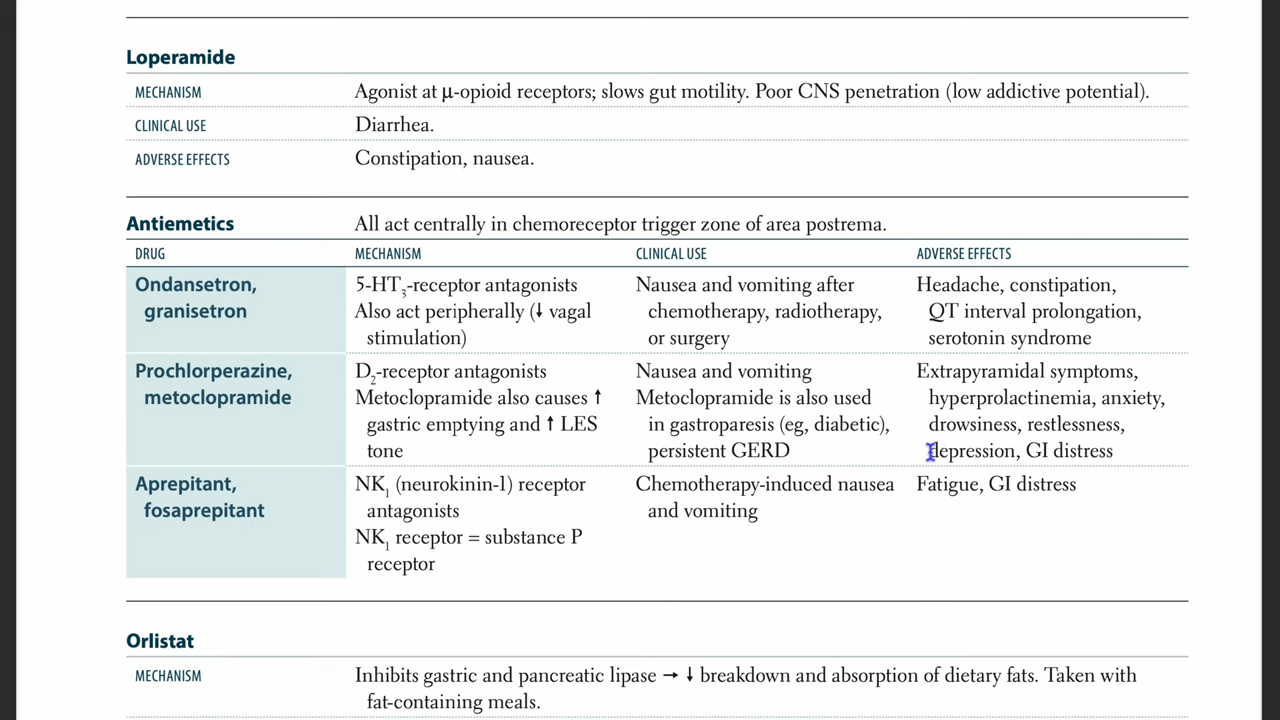 Loperamide
MECHANISM Agonist at μ-opioid receptors; slows gut motility. Poor CNS penetration (low addictive potential).
CLINICAL USE Diarrhea.
ADVERSE EFFECTS Constipation, nausea.
Antiemetics All act centrally in chemoreceptor trigger zone of area postrema.
DRUG MECHANISM CLINICAL USE ADVERSE EFFECTS
Ondansetron, 5-HT₃-receptor antagonists Nausea and vomiting after Headache, constipation,
granisetron Also act peripherally (↓ vagal chemotherapy, radiotherapy, QT interval prolongation,
stimulation) or surgery serotonin syndrome
Prochlorperazine, D₂-receptor antagonists Nausea and vomiting Extrapyramidal symptoms,
metoclopramide Metoclopramide also causes ↑ Metoclopramide is also used hyperprolactinemia, anxiety,
gastric emptying and ↑ LES in gastroparesis (eg, diabetic), drowsiness, restlessness,
tone persistent GERD depression, GI distress
Aprepitant, NK₁ (neurokinin-1) receptor Chemotherapy-induced nausea Fatigue, GI distress
fosaprepitant antagonists and vomiting
NK₁ receptor = substance P
receptor
Orlistat
MECHANISM Inhibits gastric and pancreatic lipase → ↓ breakdown and absorption of dietary fats. Taken with
fat-containing meals.